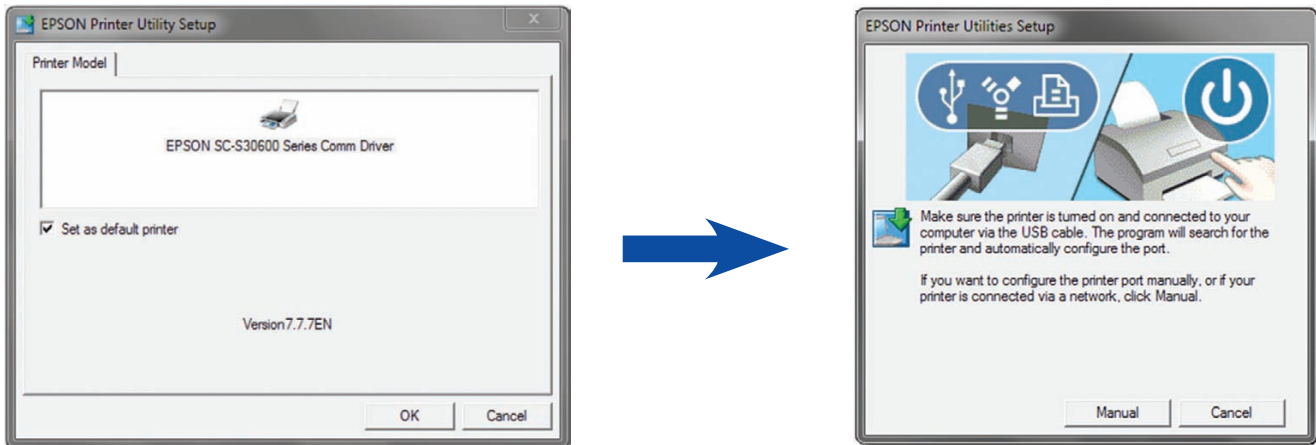 EPSON Printer Utility Setup
Printer Model
EPSON SC-S30600 Series Comm Driver
Set as default printer
Version7.7.7EN
OK
Cancel
EPSON Printer Utilities Setup
Make sure the printer is turned on and connected to your
computer via the USB cable. The program will search for the
printer and automatically configure the port.
If you want to configure the printer port manually, or if your
printer is connected via a network, click Manual.
Manual
Cancel